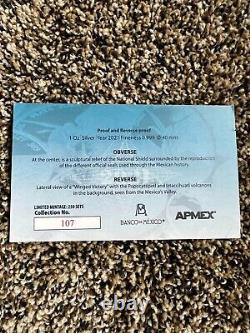 Proof and Reverse proof
1 Oz. Silver Year 2021 Fineness 0.999 Ø 40 mm
OBVERSE
At the center, is a sculptural relief of the National Shield surrounded by the reproduction
of the different official seals used through the Mexican history.
REVERSE
Lateral view of a "Winged Victory" with the Popocatépetl and Iztaccíhuatl volcanoes
in the background, seen from the Mexico's Valley.
LIMITED MINTAGE: 250 SETS
Collection No.
107
BANCO DE MEXICO
APMEX